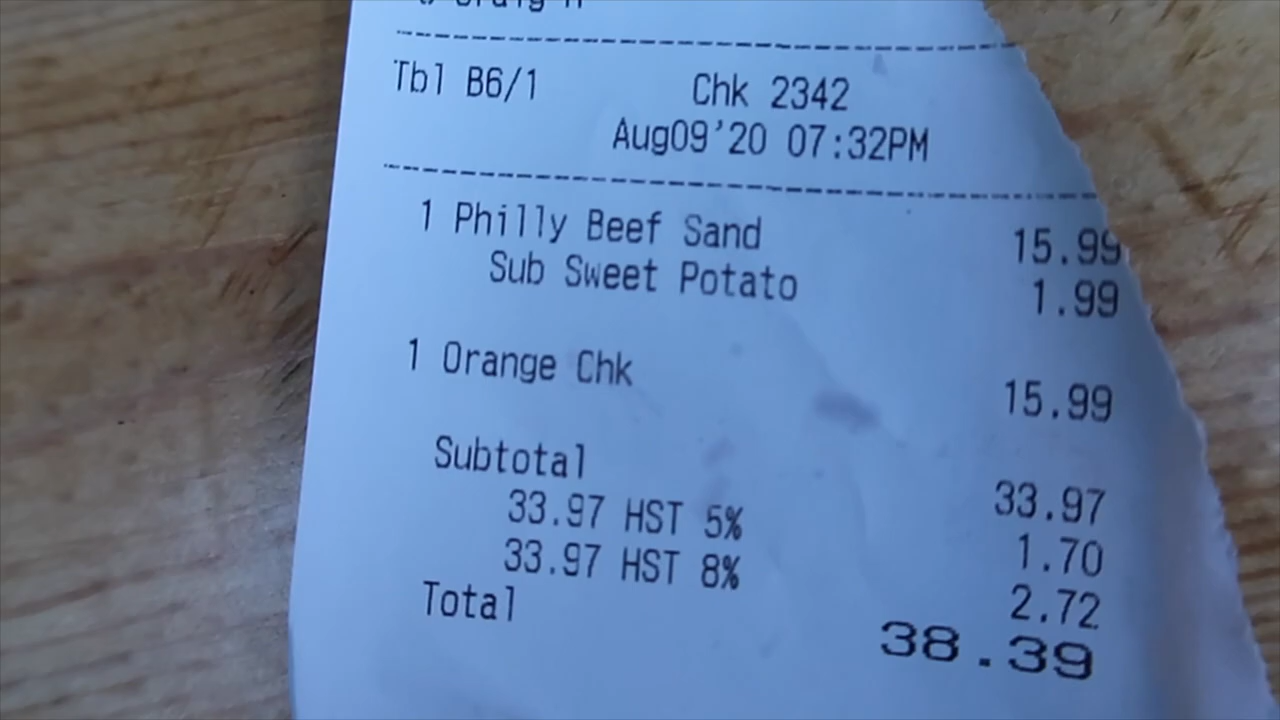 Craig M
Tbl B6/1 Chk 2342
Aug09'20 07:32PM
1 Philly Beef Sand 15.99
Sub Sweet Potato 1.99
1 Orange Chk 15.99
Subtotal 33.97
33.97 HST 5% 1.70
33.97 HST 8% 2.72
Total 38.39